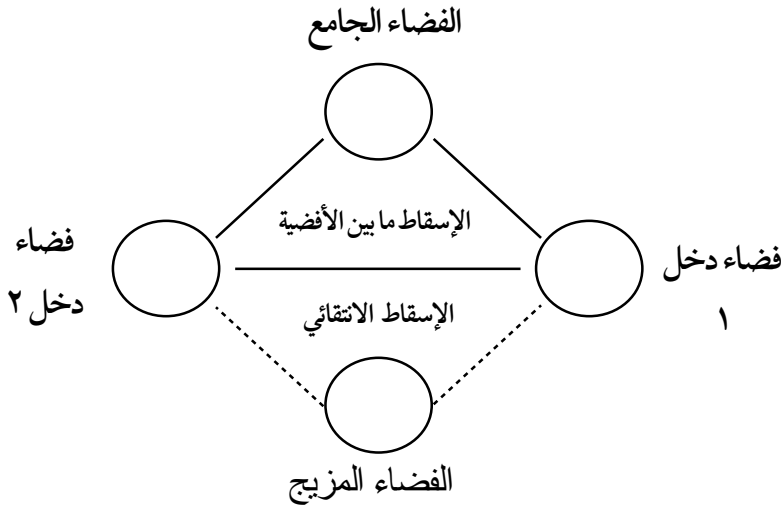 الفضاء الجامع
الإسقاط ما بين الأفضية
فضاء دخل
١
فضاء
دخل ٢
الإسقاط الانتقائي
الفضاء المزيج